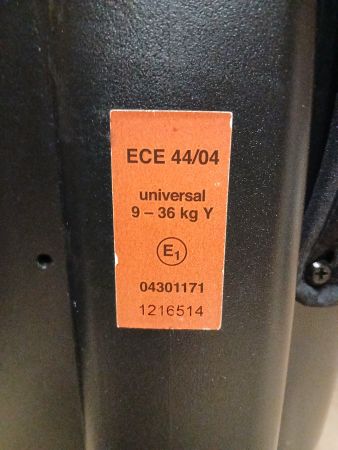 ECE 44/04
universal
9 – 36 kg Y
E1
04301171
1216514